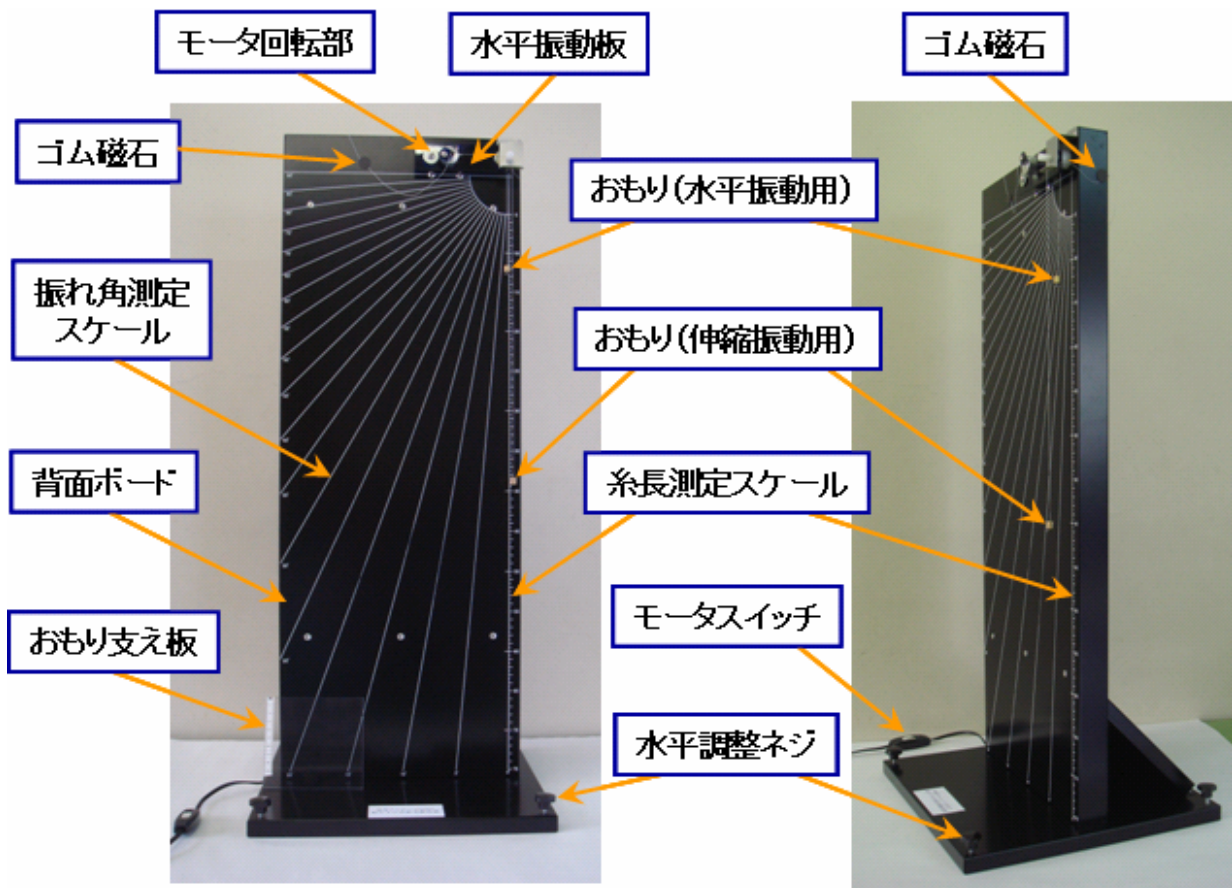 モータ回転部
水平振動板
ゴム磁石
ゴム磁石
おもり(水平振動用)
振れ角測定
スケール
おもり(伸縮振動用)
背面ボード
糸長測定スケール
モータスイッチ
おもり支え板
水平調整ネジ